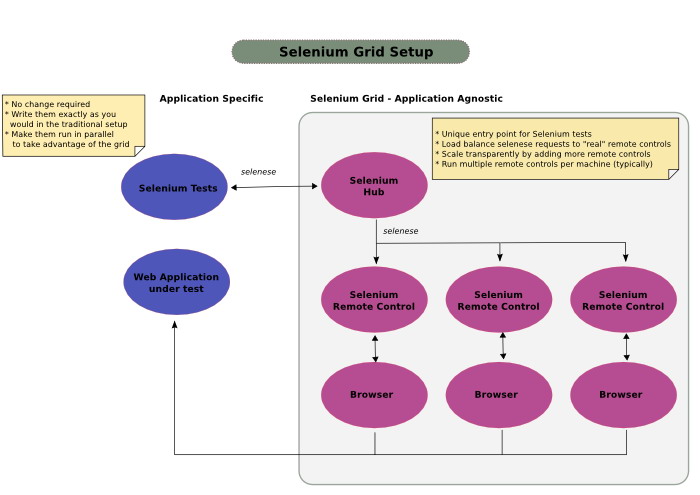 Selenium Grid Setup
Application Specific
Selenium Grid - Application Agnostic
* No change required
* Write them exactly as you
would in the traditional setup
* Make them run in parallel
to take advantage of the grid
* Unique entry point for Selenium tests
* Load balance selenese requests to "real" remote controls
* Scale transparently by adding more remote controls
* Run multiple remote controls per machine (typically)
Selenium Tests
selenese
Selenium
Hub
selenese
Web Application
under test
Selenium
Remote Control
Selenium
Remote Control
Selenium
Remote Control
Browser
Browser
Browser